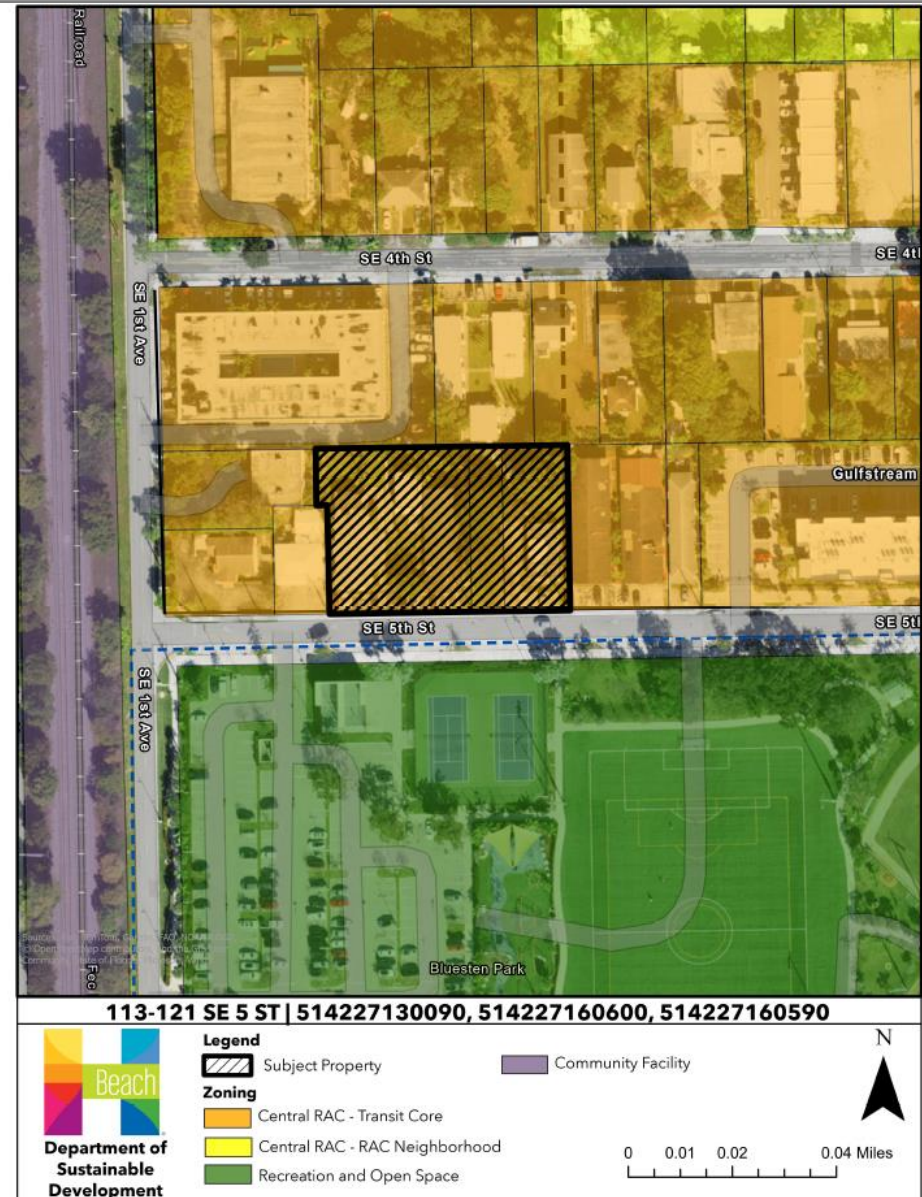 Railroad
SE 4th St
SE 4tl
SE 1st Ave
Gulfstream
SE 5th St
SE 5tl
SE 1st Ave
Bluesten Park
Fec
113-121 SE 5 ST | 514227130090, 514227160600, 514227160590
Beach
Department of
Sustainable
Development
Legend
Subject Property
Community Facility
Zoning
Central RAC - Transit Core
Central RAC - RAC Neighborhood
Recreation and Open Space
N
0 0.01 0.02 0.04 Miles